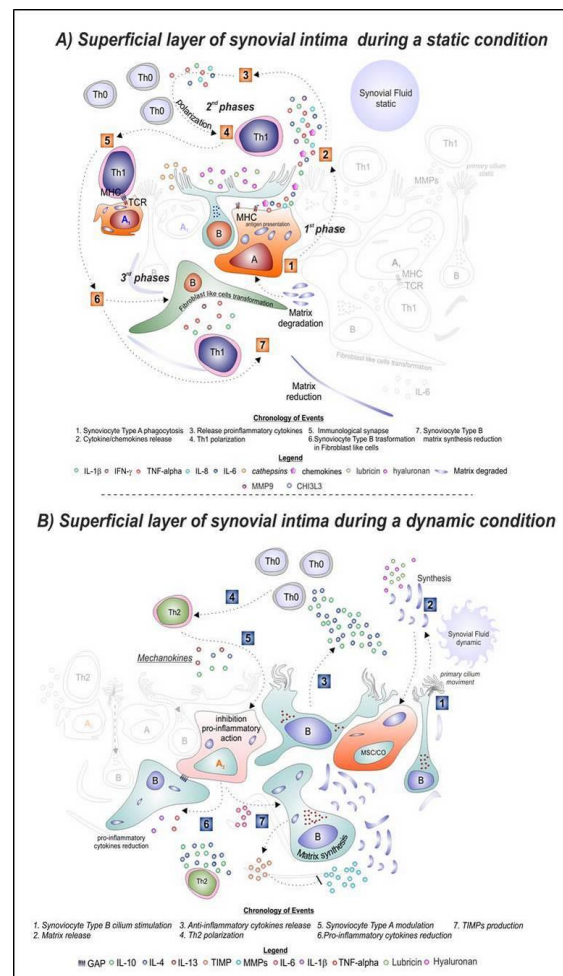 A) Superficial layer of synovial intima during a static condition
Th0
Th0
Th0
polarization
2nd phases
3
4
Th1
Synovial Fluid
static
5
Th1
MHC
TCR
A1
2
Th1
MMPs
primary cilium
static
B
MHC
antigen presentation
1st phase
A
1
A1
B
B
A1
MHC
TCR
Th1
B
3rd phases
6
B
Fibroblast like cells transformation
Matrix
degradation
Th1
7
Matrix
reduction
Fibroblast like cells transformation
IL-6
Chronology of Events
1. Synoviocyte Type A phagocytosis 3. Release proinflammatory cytokines 5. Immunological synapse 7. Synoviocyte Type B
2. Cytokine/chemokines release 4. Th1 polarization 6.Synoviocyte Type B trasformation matrix synthesis reduction
in Fibroblast like cells
Legend
IL-1β IFN-γ TNF-alpha IL-8 IL-6 cathepsins chemokines lubricin hyaluronan Matrix degraded
MMP9 CHI3L3
B) Superficial layer of synovial intima during a dynamic condition
Th0
Th0
Th0
4
Th2
5
Mechanokines
Synthesis
2
Synovial Fluid
dynamic
3
primary cilium
moviment
1
Th2
A
B
B
inhibition
pro-inflammatory
action
B
MSC/CD
B
B
pro-inflammatory
cytokines reduction
6
7
B
Matrix synthesis
Th2
Chronology of Events
1. Synoviocyte Type B cilium stimulation 3. Anti-inflammatory cytokines release 5. Synoviocyte Type A modulation 7. TIMPs production
2. Matrix release 4. Th2 polarization 6.Pro-inflammatory cytokines reduction
Legend
GAP IL-10 IL-4 IL-13 TIMP MMPs IL-6 IL-1β TNF-alpha Lubricin Hyaluronan